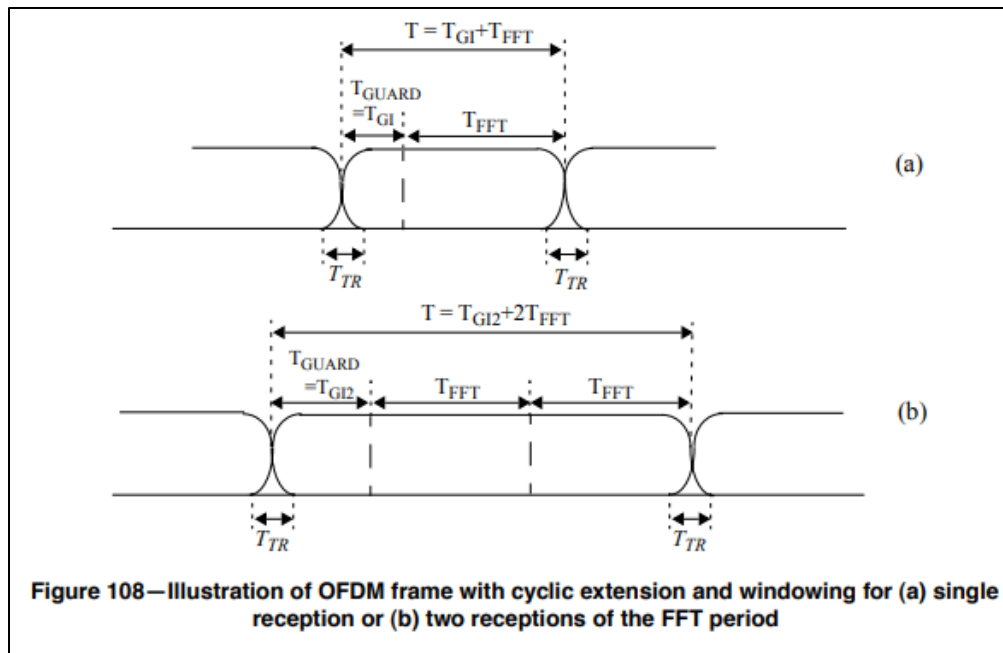 T = TGI+TFFT
TGUARD
=TGI
TFFT
(a)
TTR
TTR
T = TGI2+2TFFT
TGUARD
=TGI2
TFFT
TFFT
(b)
TTR
TTR
Figure 108—Illustration of OFDM frame with cyclic extension and windowing for (a) single
reception or (b) two receptions of the FFT period